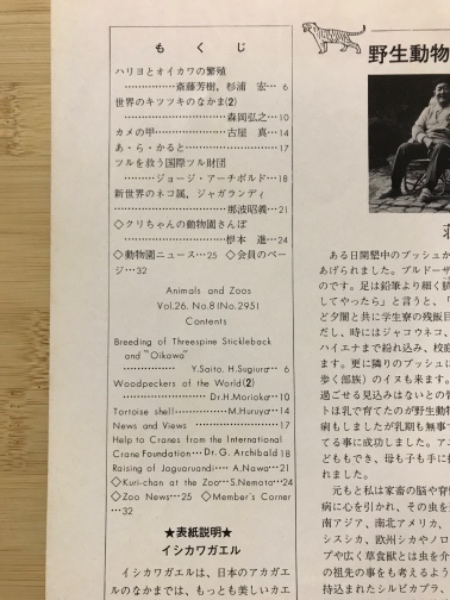 もくじ
ハリヨとオイカワの繁殖
……………斎藤芳樹，杉浦　宏… 6
世界のキツツキのなかま(2)
……………………森岡弘之…10
カメの甲……………古屋　真…14
あ・ら・かると………………………17
ツルを救う国際ツル財団
………ジョージ・アーチボルド…18
新世界のネコ属，ジャガランディ
……………………那波昭義…21
◇クリちゃんの動物園さんぽ
……………………椤本　進…24
◇動物園ニュース…25　◇会員のペー
ジ…32
Animals and Zoos
Vol.26, No.8(No.295)
Contents
Breeding of Threespine Stickleback
and "Oikawa"
……………Y.Saito, H.Sugiura… 6
Woodpeckers of the World(2)
……………Dr.H.Morioka…10
Tortoise shell……………M.Huruya…14
News and Views ……………………17
Help to Cranes from the International
Crane Foundation…Dr.G. Archibald 18
Raising of Jaguarundi……A.Nawa…21
◇Kuri-chan at the Zoo…S.Nemoto…24
◇Zoo News…25 ◇Member's Corner
…32
★表紙説明★
イシカワガエル
イシカワガエルは、日本のアカガエ
ルのなかまでは、もっとも美しいカエ
野生動物
ある日開墾中のブッシュか
あげられました。ブルドーザ
のです。足は鉛筆より細く
してやったら」と言うと、「
ど夕闇と共に学生寮の残飯目
だし、時にはジャコウネコ、
ハイエナまで紛れ込み、校庭
ます。更に隣りのブッシュに
歩く部族）のイヌも来ます。
過ごせる見込みはないとの
トほ乳で育てたのが野生動物
病もしましたが乳期も無事
てる事に成功しました。ア
どももでき、母も子も手に
れました。
元もと私は家畜の脳や脊
病に心を引かれ、その虫を
南アジア、南北アメリカ、
シスシカ、欧州シカやノロ
プや広く草食獣とは虫を介
の祖先の事をも考えるよう
持込まれたシルビカプラ、